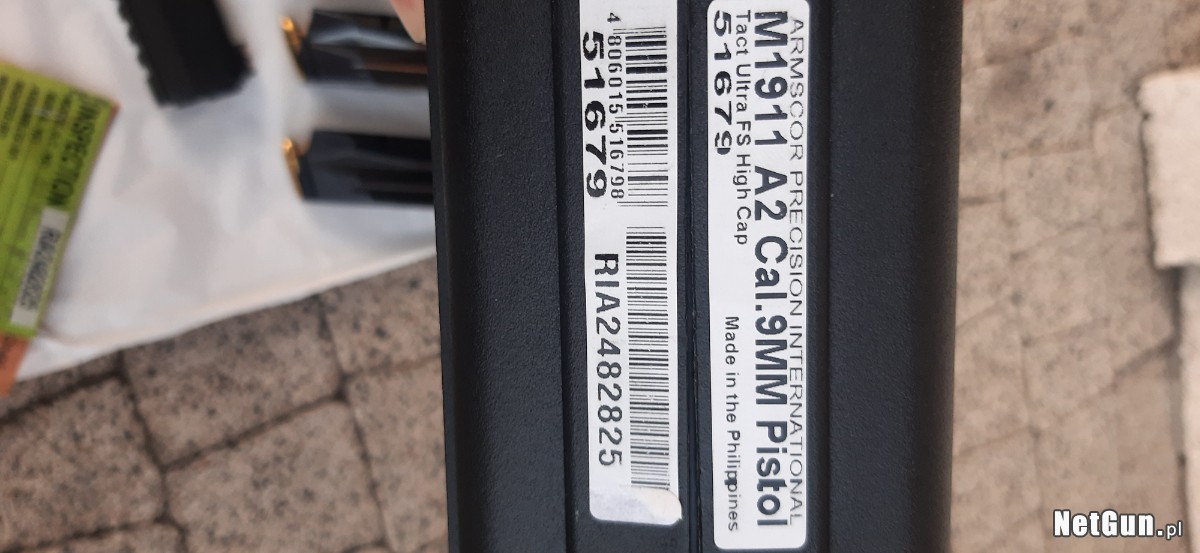 ARMSCOR PRECISION INTERNATIONAL
M1911 A2 Cal.9MM Pistol
Tact Ultra FS High Cap
Made in the Philippines
51679
4 806015 516798
51679
RIA2482825
INSPECTION
NetGun.pl